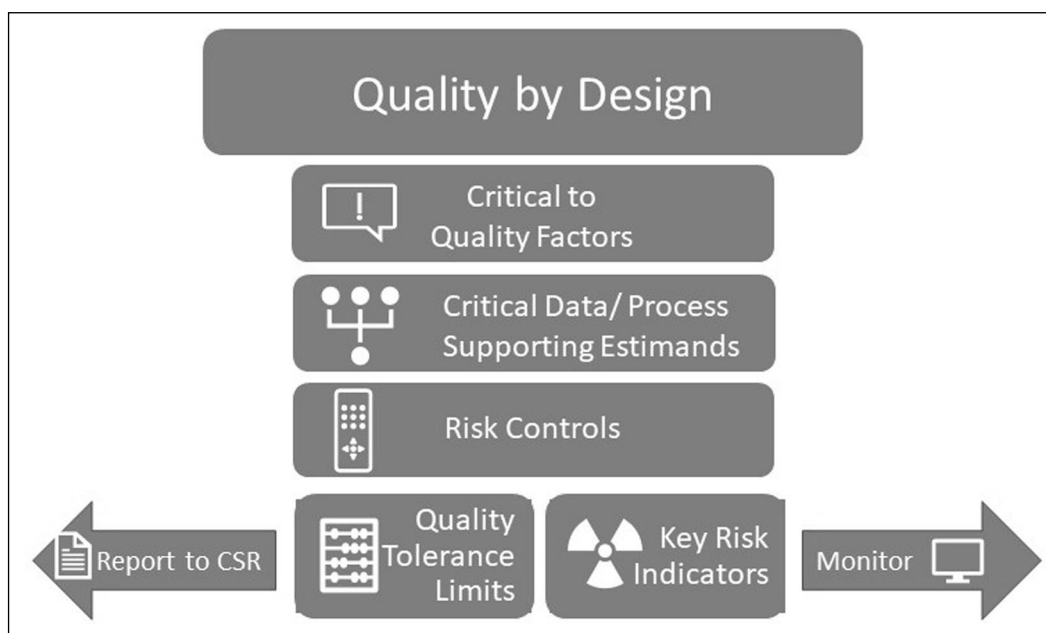 Quality by Design
!
Critical to
Quality Factors
Critical Data/ Process
Supporting Estimands
Risk Controls
Report to CSR
Quality
Tolerance
Limits
Key Risk
Indicators
Monitor